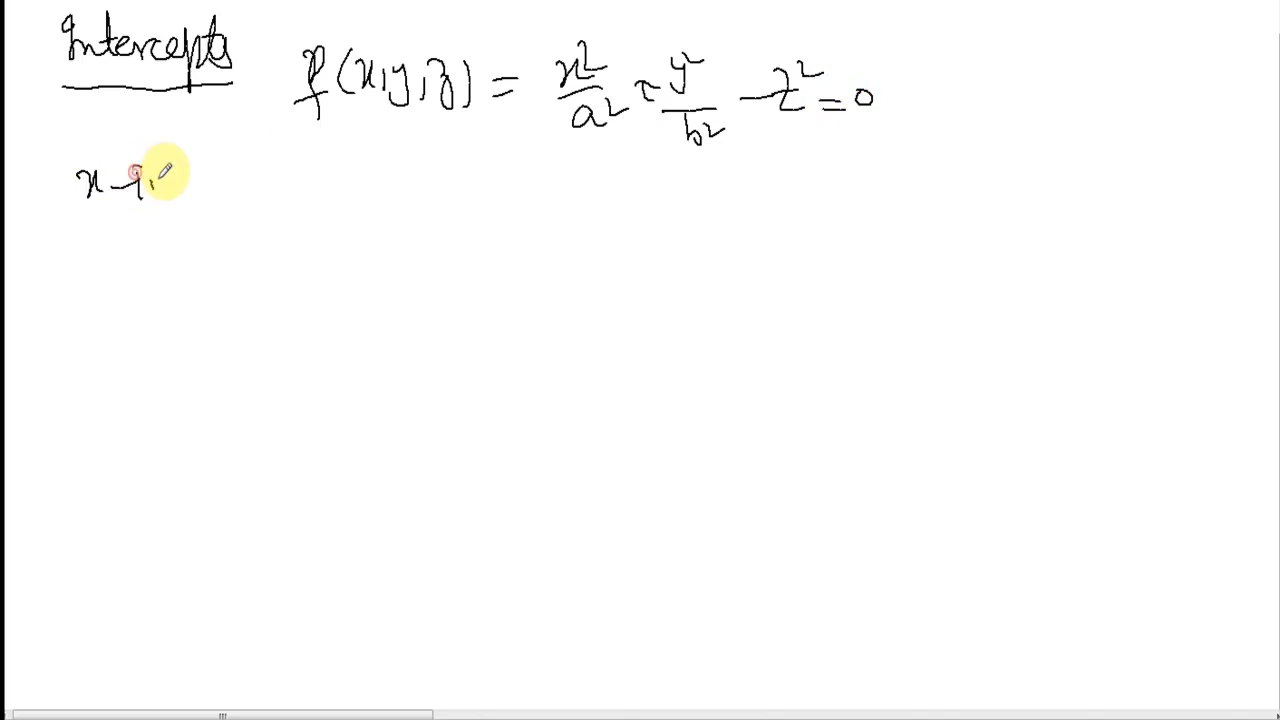 Intercepts
f(x,y,z) = x²/a² + y²/b² - z² = 0
x - i